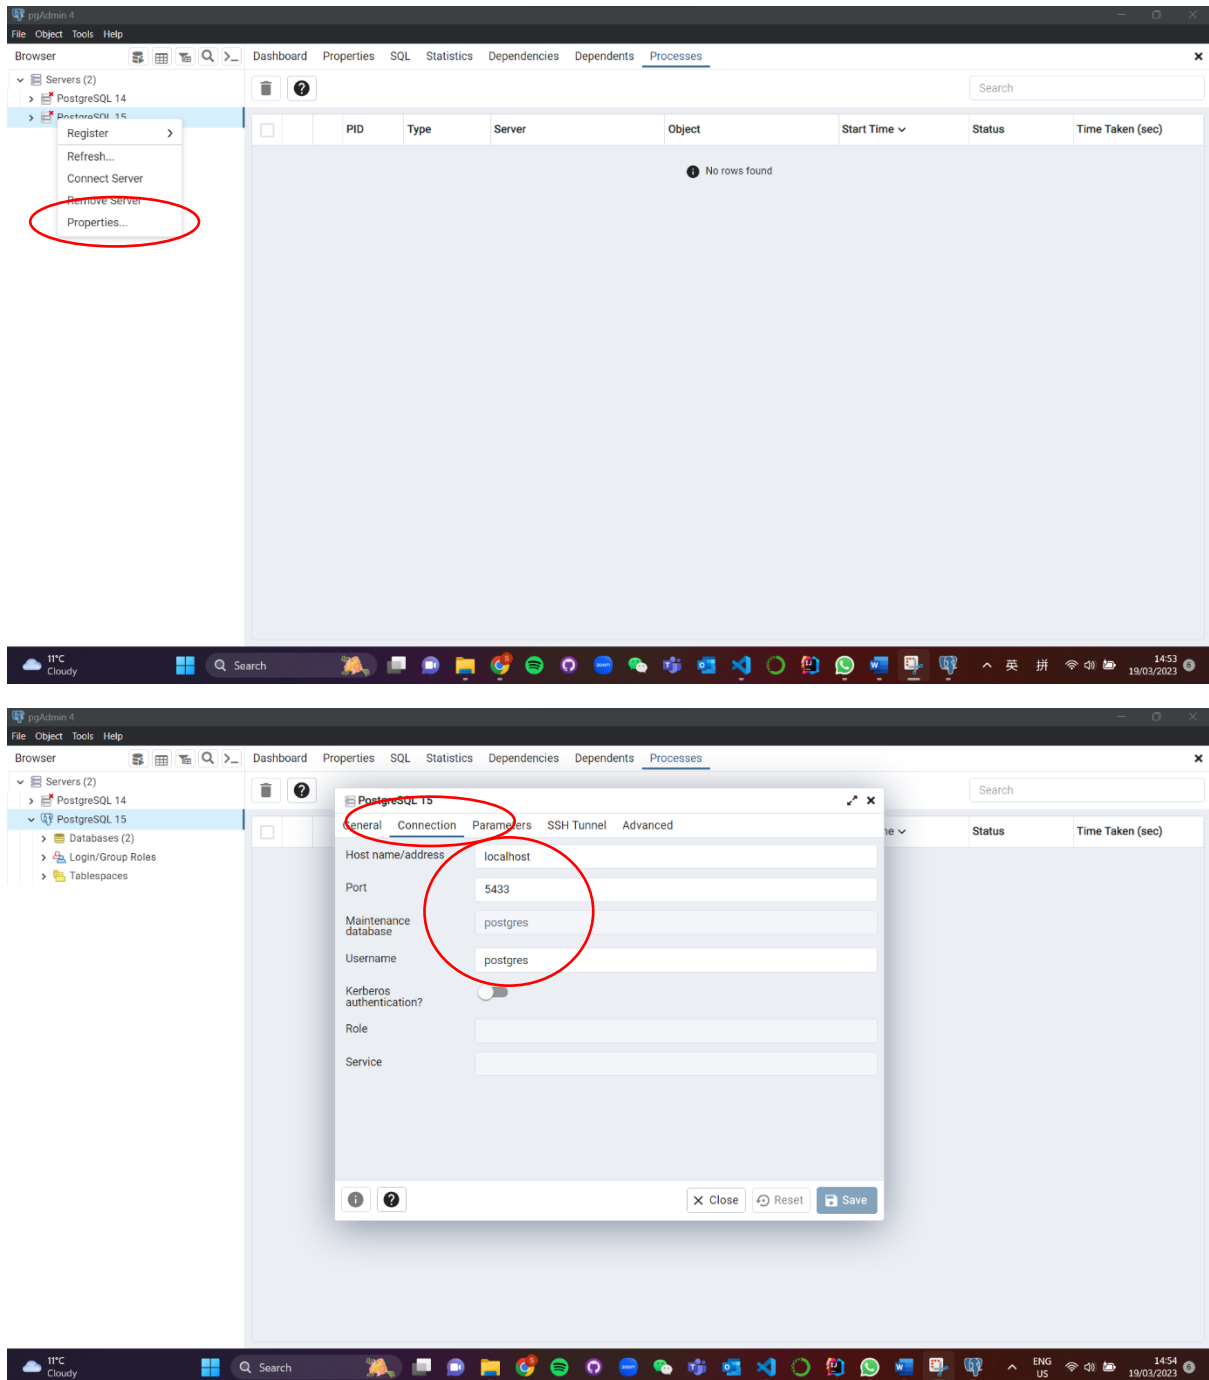 pgAdmin 4
File Object Tools Help
Browser
Dashboard Properties SQL Statistics Dependencies Dependents Processes
Servers (2)
PostgreSQL 14
PostgreSQL 15
Register
Refresh...
Connect Server
Remove Server
Properties...
Search
PID Type Server Object Start Time Status Time Taken (sec)
No rows found
11°C
Cloudy
Search
英 拼
14:53
19/03/2023
pgAdmin 4
File Object Tools Help
Browser
Dashboard Properties SQL Statistics Dependencies Dependents Processes
Servers (2)
PostgreSQL 14
PostgreSQL 15
Databases (2)
Login/Group Roles
Tablespaces
Search
Status Time Taken (sec)
PostgreSQL 15
General Connection Parameters SSH Tunnel Advanced
Host name/address localhost
Port 5433
Maintenance
database
postgres
Username postgres
Kerberos
authentication?
Role
Service
Close Reset Save
11°C
Cloudy
Search
ENG
US
14:54
19/03/2023